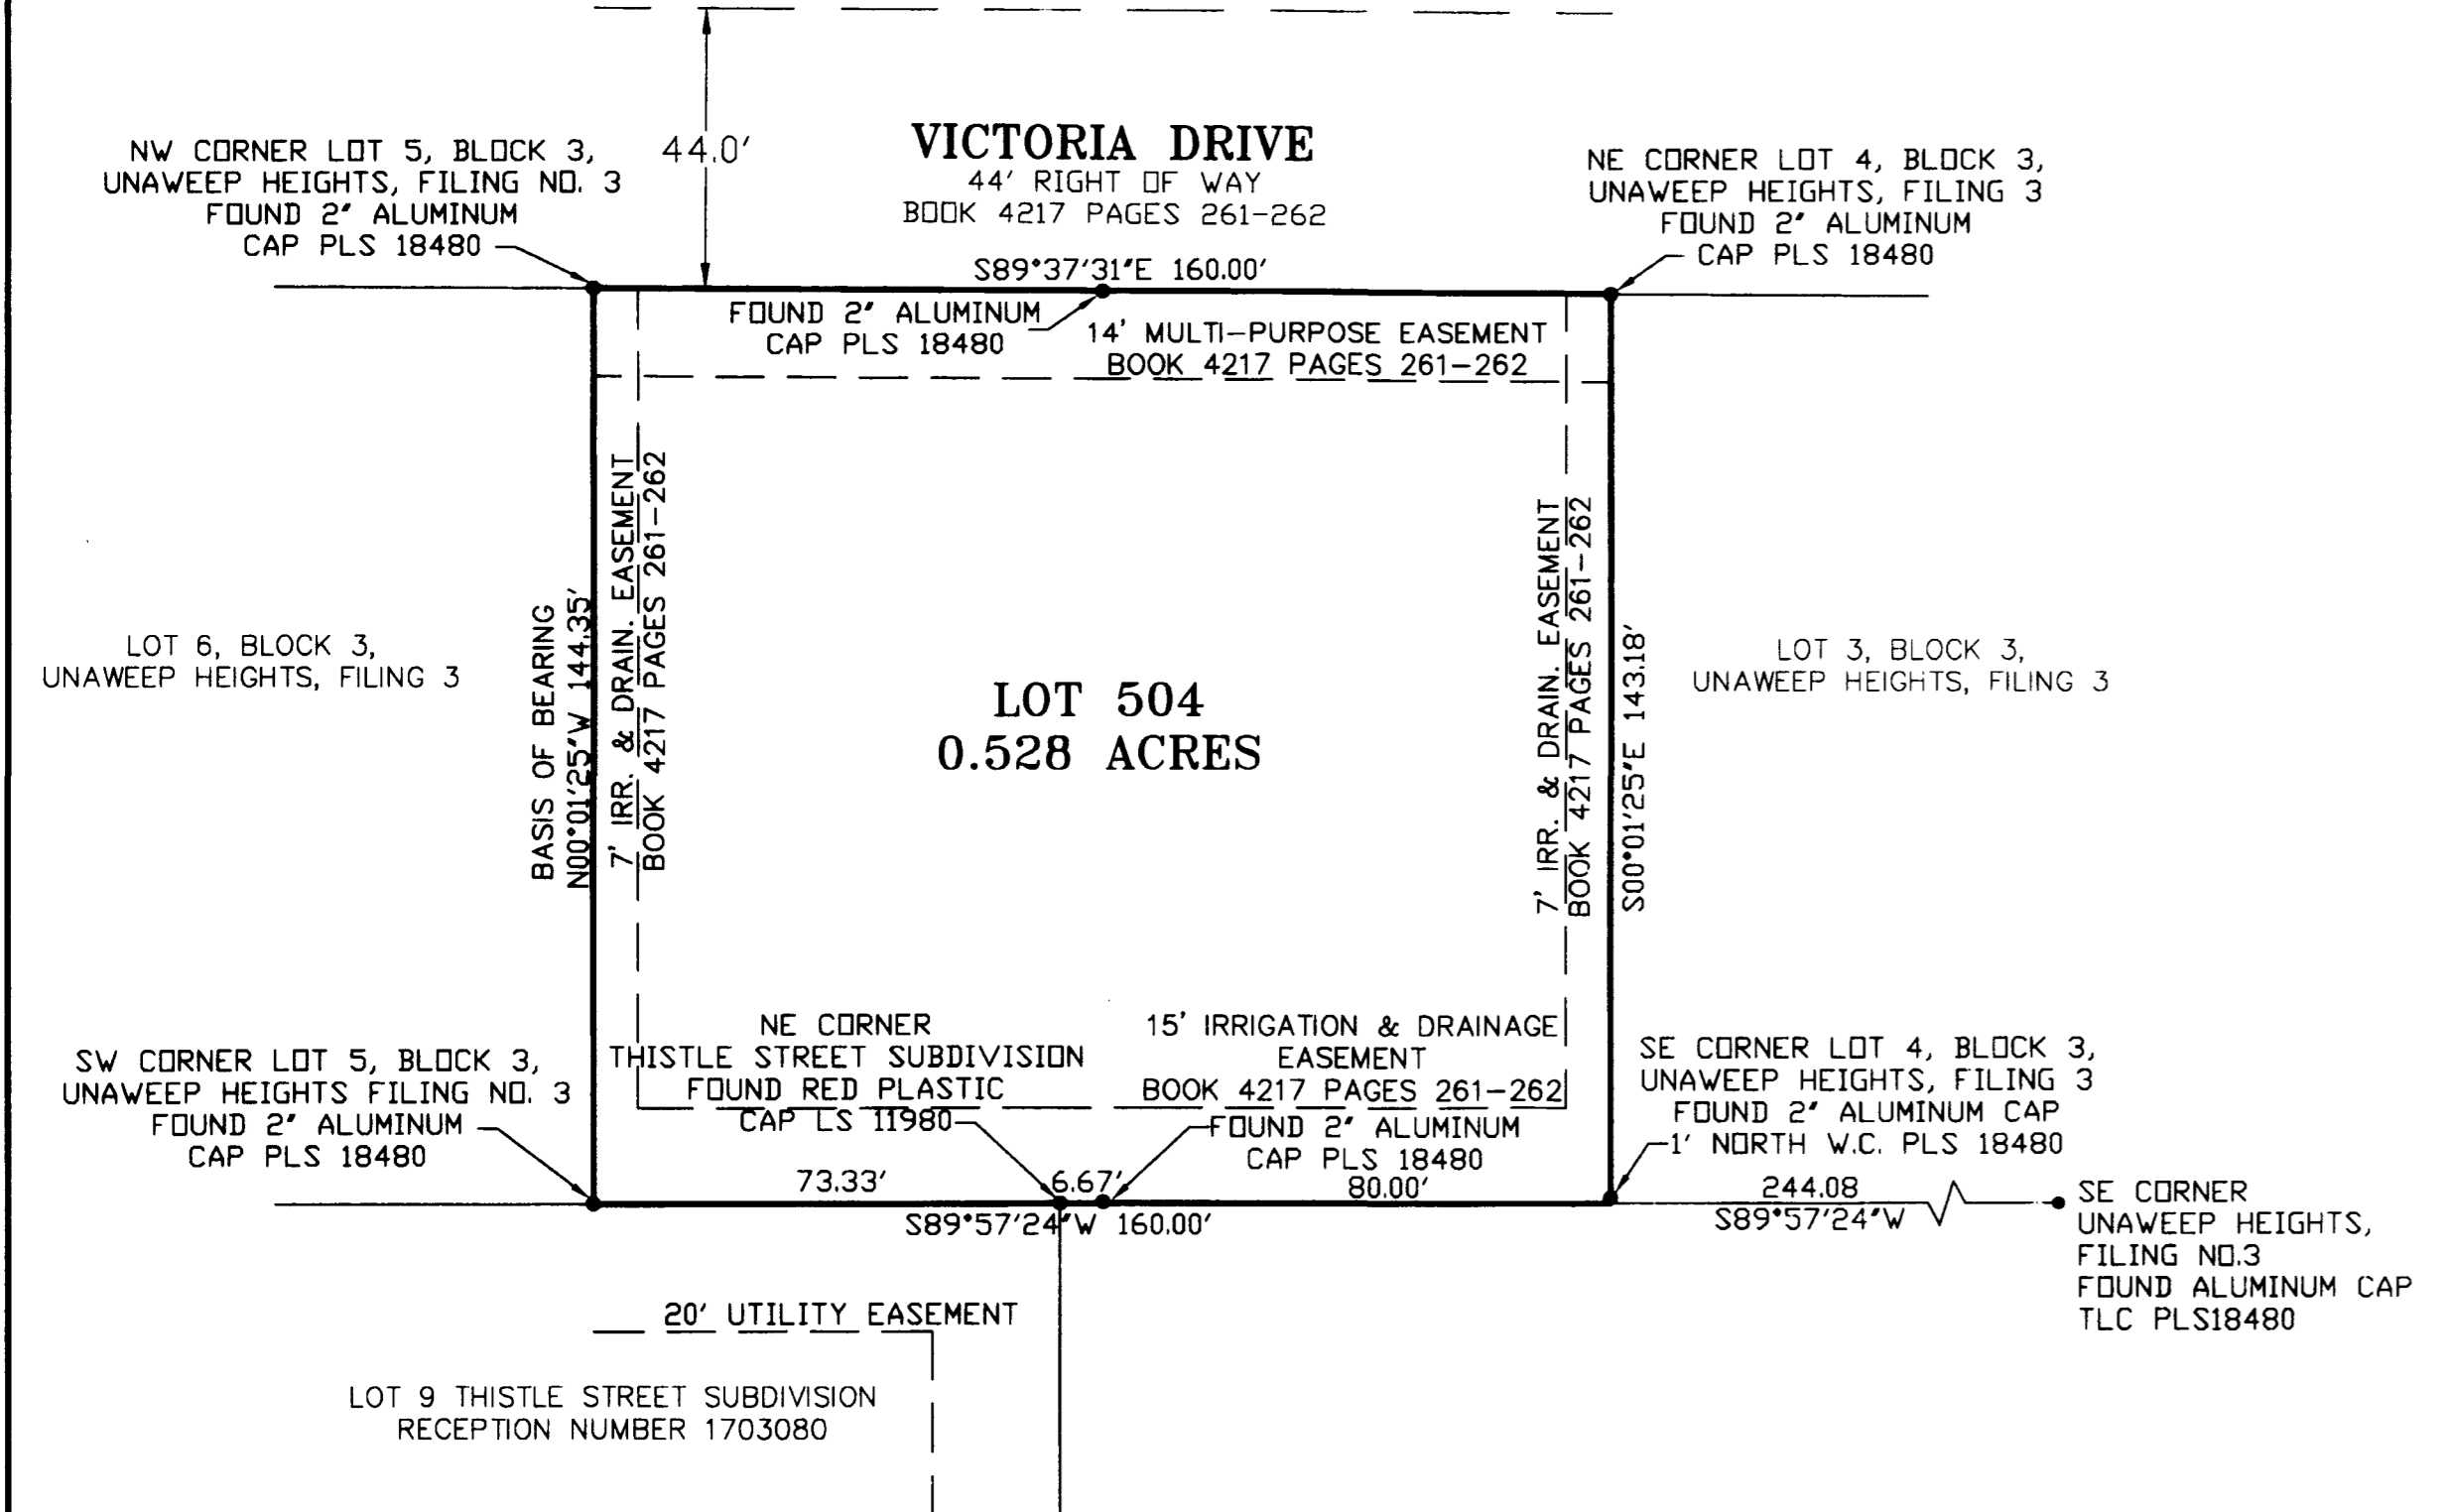 44.0'
VICTORIA DRIVE
44' RIGHT OF WAY
BOOK 4217 PAGES 261-262
NW CORNER LOT 5, BLOCK 3,
UNAWEEP HEIGHTS, FILING NO. 3
FOUND 2" ALUMINUM
CAP PLS 18480
NE CORNER LOT 4, BLOCK 3,
UNAWEEP HEIGHTS, FILING 3
FOUND 2" ALUMINUM
CAP PLS 18480
S89°37'31"E 160.00'
FOUND 2" ALUMINUM
CAP PLS 18480
14' MULTI-PURPOSE EASEMENT
BOOK 4217 PAGES 261-262
BASIS OF BEARING
N00°01'25"W 144.35'
7' IRR. & DRAIN. EASEMENT
BOOK 4217 PAGES 261-262
7' IRR. & DRAIN. EASEMENT
BOOK 4217 PAGES 261-262
S00°01'25"E 143.18'
LOT 6, BLOCK 3,
UNAWEEP HEIGHTS, FILING 3
LOT 504
0.528 ACRES
LOT 3, BLOCK 3,
UNAWEEP HEIGHTS, FILING 3
SW CORNER LOT 5, BLOCK 3,
UNAWEEP HEIGHTS FILING NO. 3
FOUND 2" ALUMINUM
CAP PLS 18480
NE CORNER
THISTLE STREET SUBDIVISION
FOUND RED PLASTIC
CAP LS 11980
15' IRRIGATION & DRAINAGE
EASEMENT
BOOK 4217 PAGES 261-262
FOUND 2" ALUMINUM
CAP PLS 18480
SE CORNER LOT 4, BLOCK 3,
UNAWEEP HEIGHTS, FILING 3
FOUND 2" ALUMINUM CAP
1' NORTH W.C. PLS 18480
73.33'
6.67'
80.00'
S89°57'24"W 160.00'
244.08
S89°57'24"W
SE CORNER
UNAWEEP HEIGHTS,
FILING NO.3
FOUND ALUMINUM CAP
TLC PLS18480
20' UTILITY EASEMENT
LOT 9 THISTLE STREET SUBDIVISION
RECEPTION NUMBER 1703080